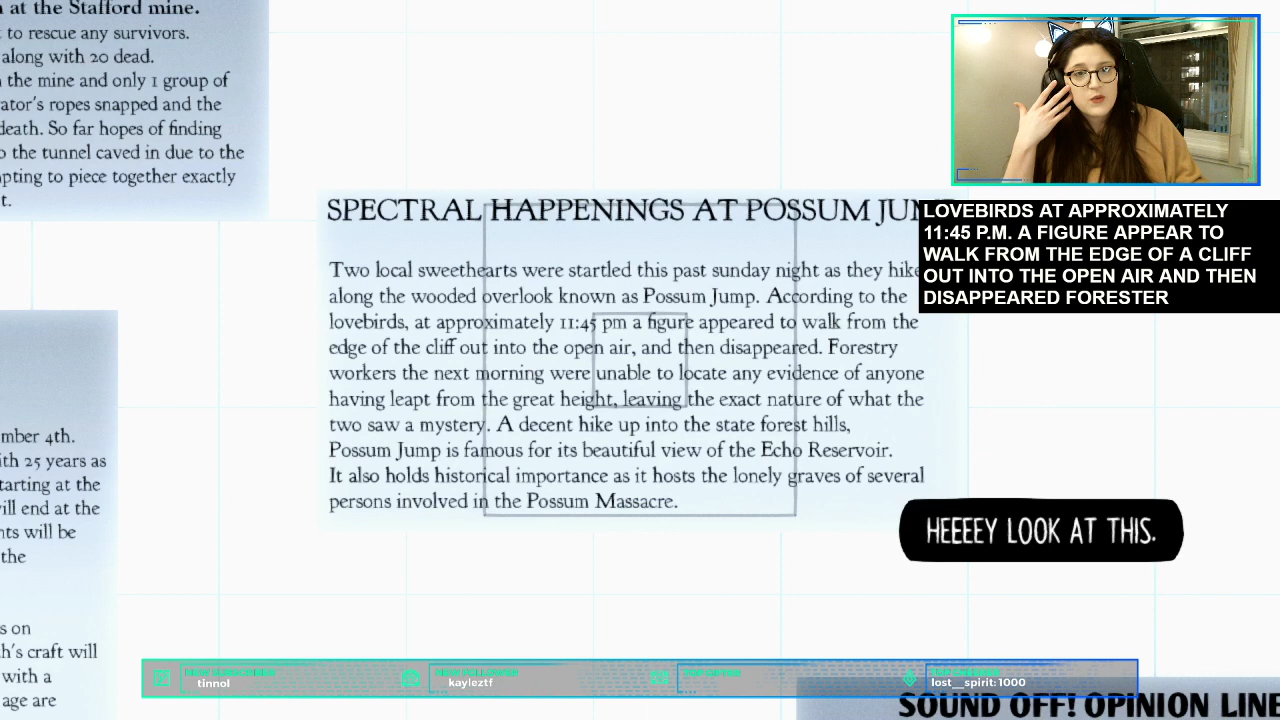 at the Stafford mine.
to rescue any survivors.
along with 20 dead.
the mine and only 1 group of
ator's ropes snapped and the
death. So far hopes of finding
the tunnel caved in due to the
pting to piece together exactly
t.
SPECTRAL HAPPENINGS AT POSSUM JUM
Two local sweethearts were startled this past sunday night as they hike
along the wooded overlook known as Possum Jump. According to the
lovebirds, at approximately 11:45 pm a figure appeared to walk from the
edge of the cliff out into the open air, and then disappeared. Forestry
workers the next morning were unable to locate any evidence of anyone
having leapt from the great height, leaving the exact nature of what the
two saw a mystery. A decent hike up into the state forest hills,
Possum Jump is famous for its beautiful view of the Echo Reservoir.
It also holds historical importance as it hosts the lonely graves of several
persons involved in the Possum Massacre.
LOVEBIRDS AT APPROXIMATELY
11:45 P.M. A FIGURE APPEAR TO
WALK FROM THE EDGE OF A CLIFF
OUT INTO THE OPEN AIR AND THEN
DISAPPEARED FORESTER
HEEEEY LOOK AT THIS.
mber 4th.
ith 25 years as
tarting at the
ill end at the
nts will be
the
s on
h's craft will
with a
age are
tinnol
kayleztf
lost__spirit: 1000
SOUND OFF! OPINION LINE